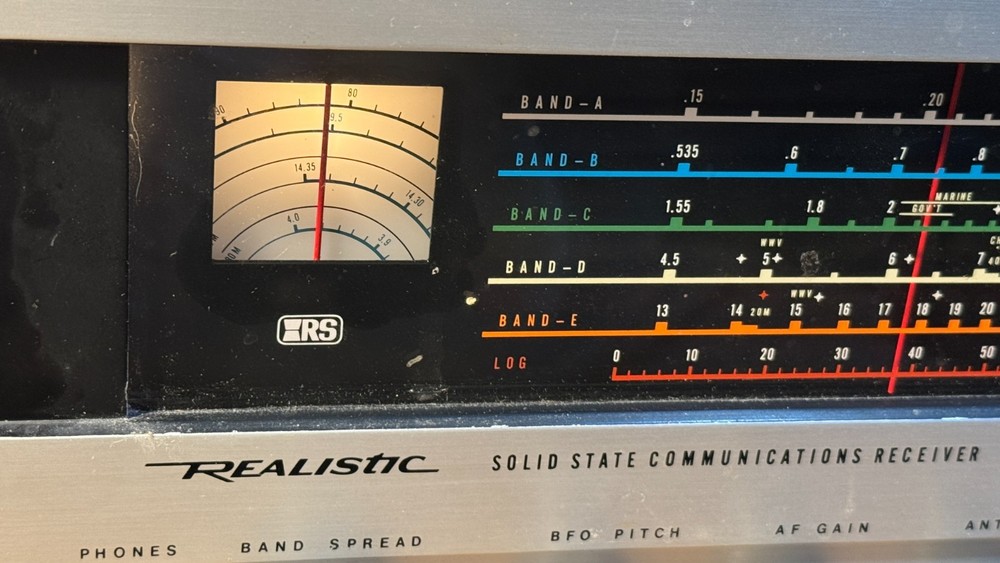 90 80
9.5
14.35 14.30
4.0 3.9
BAND-A .15 .20
BAND-B .535 .6 .7 .8
MARINE
BAND-C 1.55 1.8 2 GOV'T
WWV
BAND-D 4.5 5 6 7 40
WWV
BAND-E 13 14 20M 15 16 17 18 19 20
LOG 0 10 20 30 40 50
RS
REALISTIC SOLID STATE COMMUNICATIONS RECEIVER
PHONES BAND SPREAD BFO PITCH AF GAIN ANT